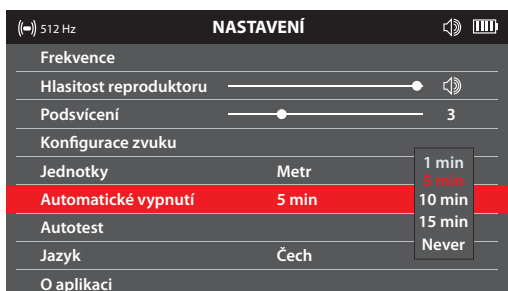 512 Hz NASTAVENÍ
Frekvence
Hlasitost reproduktoru
Podsvícení 3
Konfigurace zvuku
Jednotky Metr
Automatické vypnutí 5 min
Autotest
Jazyk Čech
O aplikaci
1 min
5 min
10 min
15 min
Never